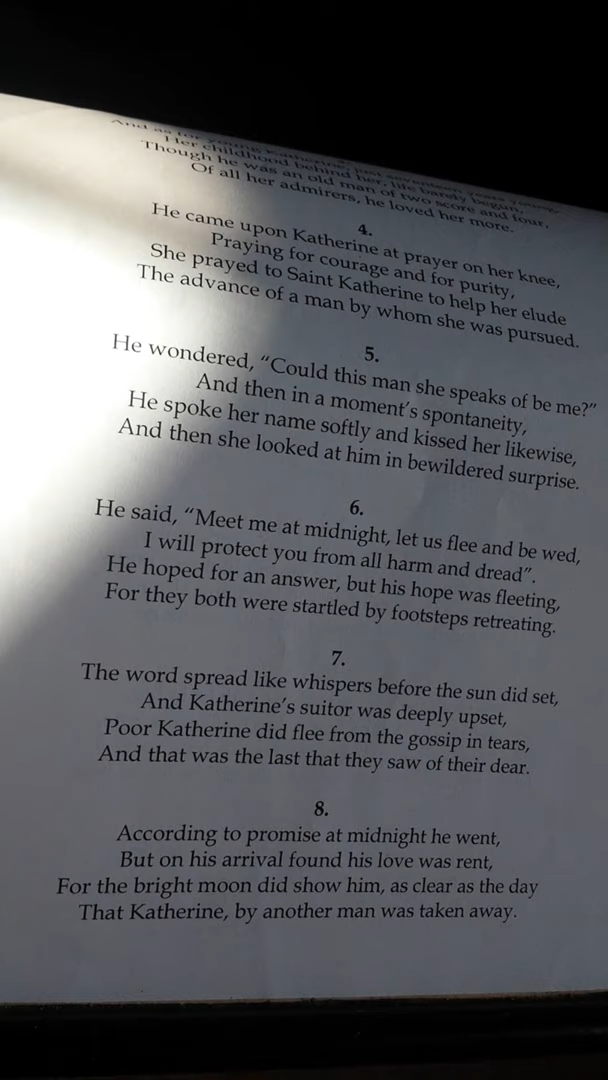 And as for young Katherine, just seventeen years young,
Her childhood behind her, life barely begun,
Though he was an old man of two score and four,
Of all her admirers, he loved her more.
4.
He came upon Katherine at prayer on her knee,
Praying for courage and for purity,
She prayed to Saint Katherine to help her elude
The advance of a man by whom she was pursued.
5.
He wondered, “Could this man she speaks of be me?”
And then in a moment’s spontaneity,
He spoke her name softly and kissed her likewise,
And then she looked at him in bewildered surprise.
6.
He said, “Meet me at midnight, let us flee and be wed,
I will protect you from all harm and dread”.
He hoped for an answer, but his hope was fleeting,
For they both were startled by footsteps retreating.
7.
The word spread like whispers before the sun did set,
And Katherine’s suitor was deeply upset,
Poor Katherine did flee from the gossip in tears,
And that was the last that they saw of their dear.
8.
According to promise at midnight he went,
But on his arrival found his love was rent,
For the bright moon did show him, as clear as the day
That Katherine, by another man was taken away.